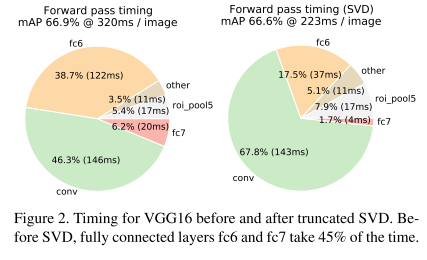 Forward pass timing
mAP 66.9% @ 320ms / image
fc6
38.7% (122ms)
other
3.5% (11ms)
roi_pool5
5.4% (17ms)
6.2% (20ms)
fc7
46.3% (146ms)
conv
Forward pass timing (SVD)
mAP 66.6% @ 223ms / image
fc6
17.5% (37ms)
other
5.1% (11ms)
roi_pool5
7.9% (17ms)
1.7% (4ms)
fc7
67.8% (143ms)
conv
Figure 2. Timing for VGG16 before and after truncated SVD. Be-
fore SVD, fully connected layers fc6 and fc7 take 45% of the time.